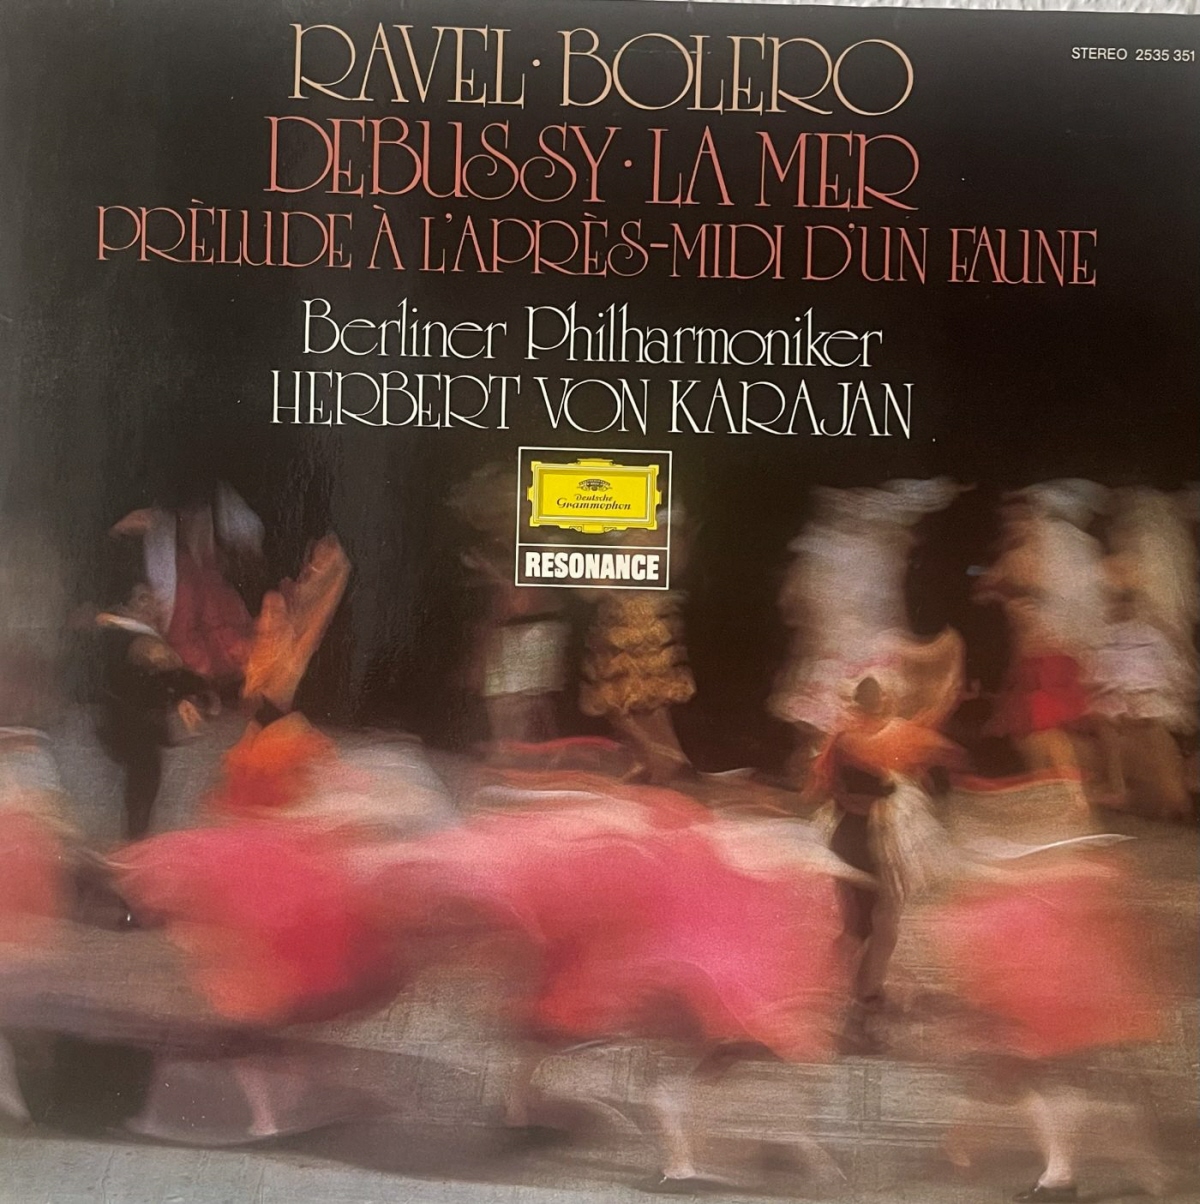 RAVEL · BOLERO
STEREO 2535 351
DEBUSSY · LA MER
PRÈLUDE À L'APRÈS-MIDI D'UN FAUNE
Berliner Philharmoniker
HERBERT VON KARAJAN
Deutsche
Grammophon
RESONANCE